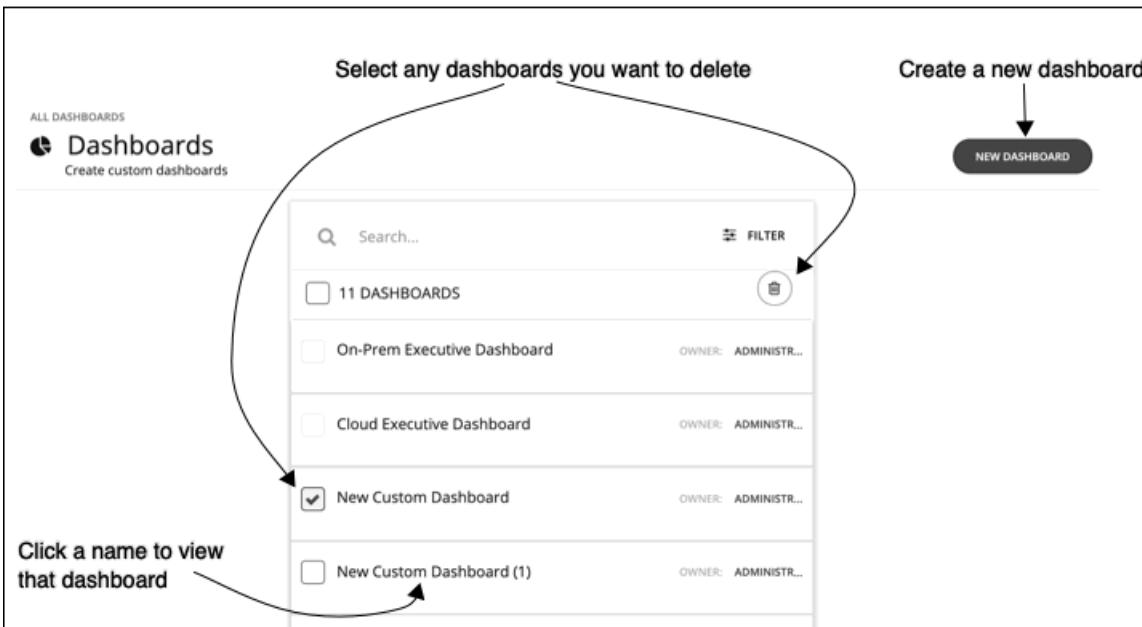 Select any dashboards you want to delete
Create a new dashboard
ALL DASHBOARDS
Dashboards
Create custom dashboards
NEW DASHBOARD
Search...
FILTER
11 DASHBOARDS
On-Prem Executive Dashboard
OWNER: ADMINISTR...
Cloud Executive Dashboard
OWNER: ADMINISTR...
New Custom Dashboard
OWNER: ADMINISTR...
Click a name to view
that dashboard
New Custom Dashboard (1)
OWNER: ADMINISTR...